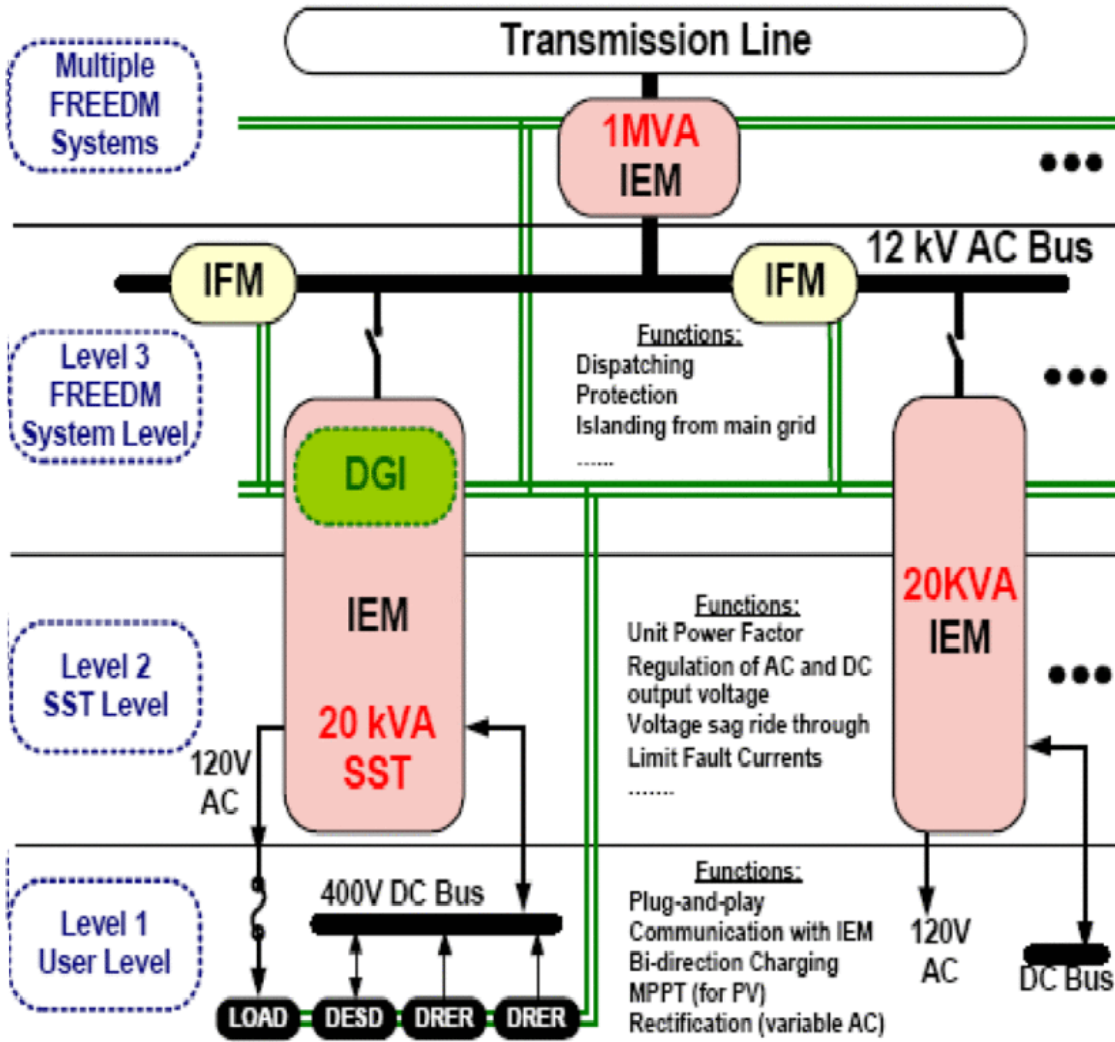 Transmission Line
Multiple
FREEDM
Systems
1MVA
IEM
•••
12 kV AC Bus
IFM
IFM
Level 3
FREEDM
System Level
Functions:
Dispatching
Protection
Islanding from main grid
......
•••
DGI
IEM
20 kVA
SST
Level 2
SST Level
120V
AC
Functions:
Unit Power Factor
Regulation of AC and DC
output voltage
Voltage sag ride through
Limit Fault Currents
.......
20KVA
IEM
•••
Level 1
User Level
400V DC Bus
LOAD
DESD
DRER
DRER
Functions:
Plug-and-play
Communication with IEM
Bi-direction Charging
MPPT (for PV)
Rectification (variable AC)
120V
AC
DC Bus